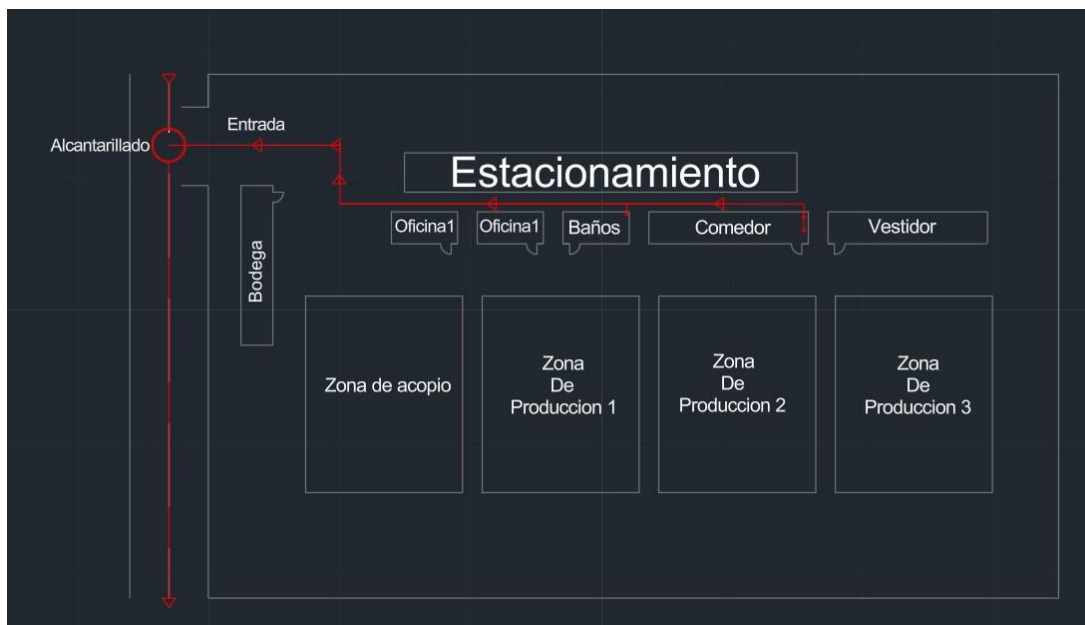 Entrada
Alcantarillado
Estacionamiento
Oficina1
Oficina1
Baños
Comedor
Vestidor
Bodega
Zona de acopio
Zona
De
Produccion 1
Zona
De
Produccion 2
Zona
De
Produccion 3